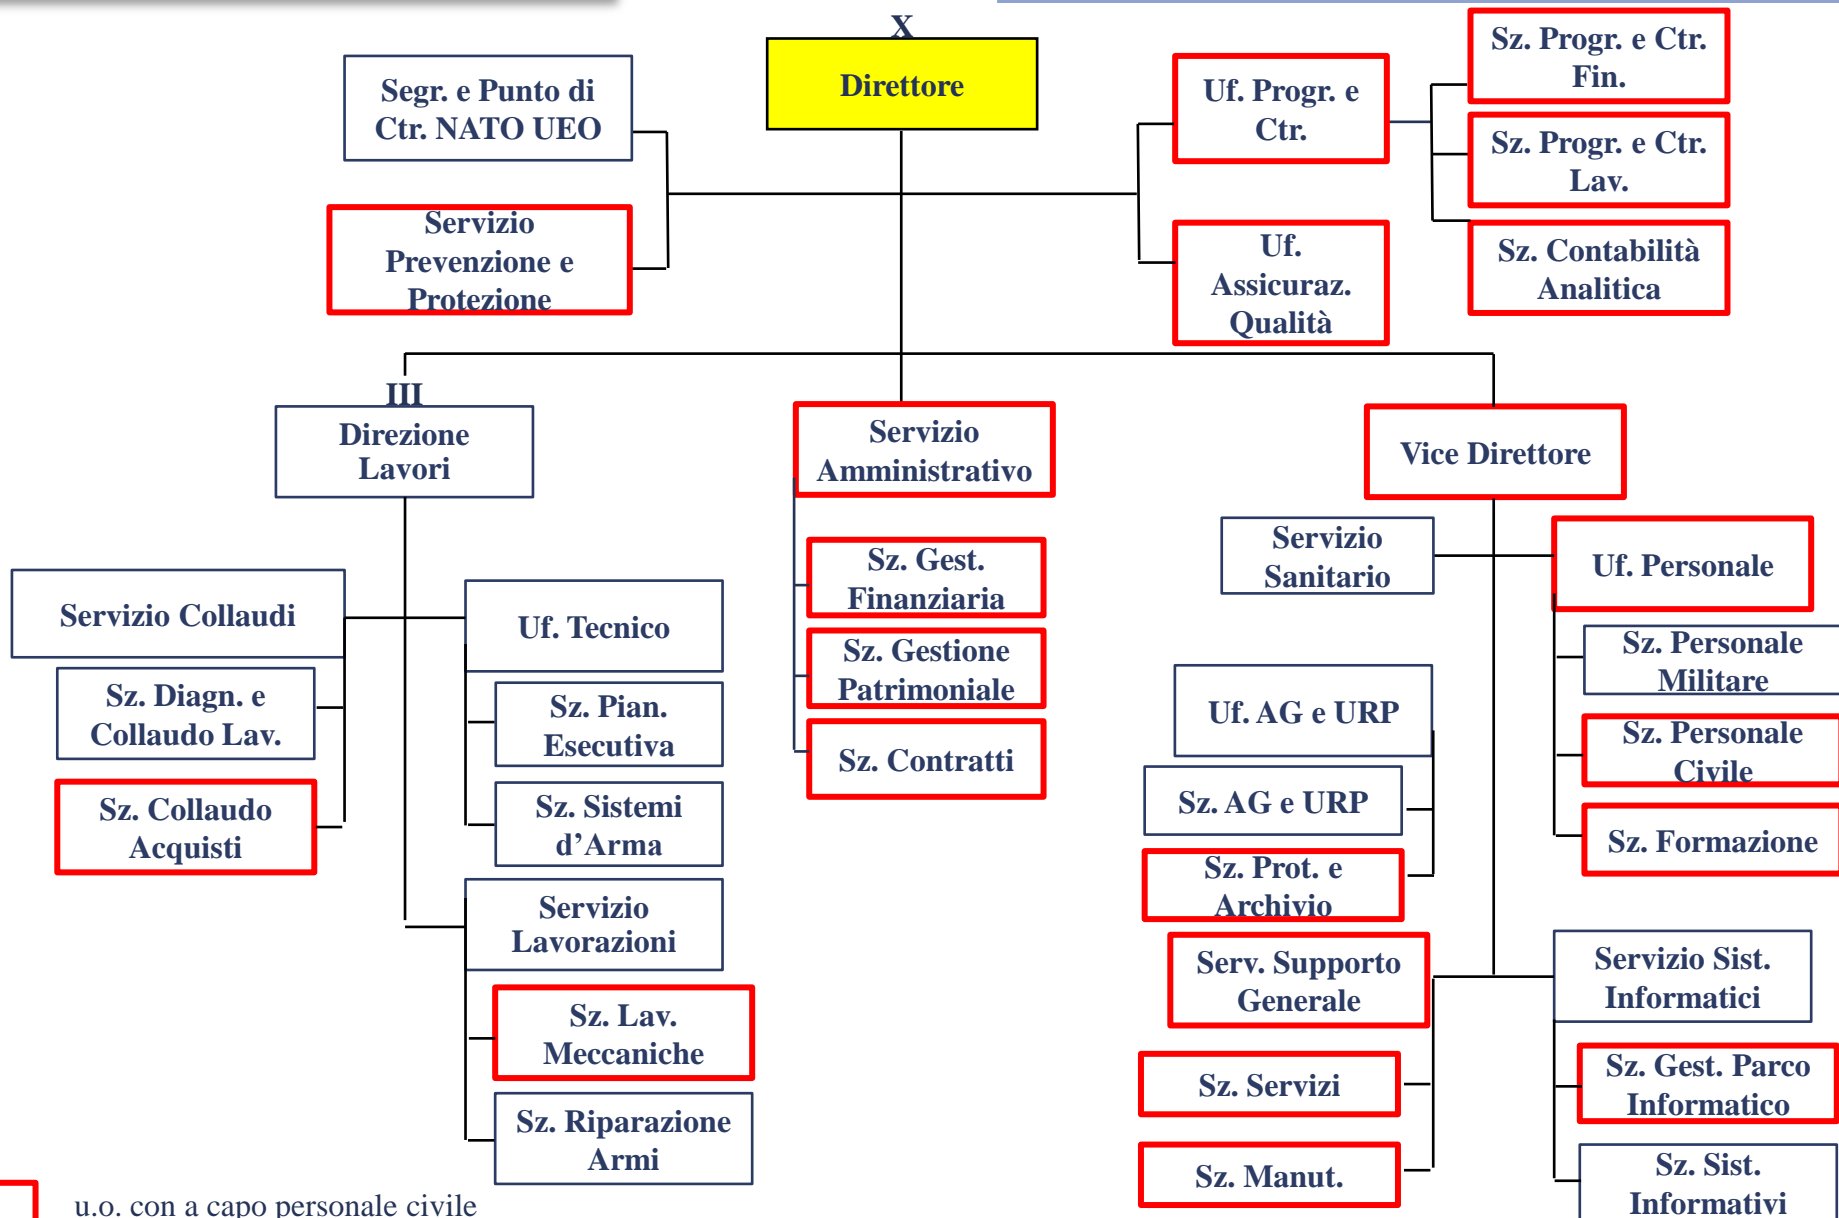 X
Direttore
Segr. e Punto di
Ctr. NATO UEO
Servizio
Prevenzione e
Protezione
Uf. Progr. e
Ctr.
Uf.
Assicuraz.
Qualità
Sz. Progr. e Ctr.
Fin.
Sz. Progr. e Ctr.
Lav.
Sz. Contabilità
Analitica
III
Direzione
Lavori
Servizio Collaudi
Sz. Diagn. e
Collaudo Lav.
Sz. Collaudo
Acquisti
Uf. Tecnico
Sz. Pian.
Esecutiva
Sz. Sistemi
d’Arma
Servizio
Lavorazioni
Sz. Lav.
Meccaniche
Sz. Riparazione
Armi
Servizio
Amministrativo
Sz. Gest.
Finanziaria
Sz. Gestione
Patrimoniale
Sz. Contratti
Vice Direttore
Servizio
Sanitario
Uf. Personale
Sz. Personale
Militare
Sz. Personale
Civile
Sz. Formazione
Uf. AG e URP
Sz. AG e URP
Sz. Prot. e
Archivio
Serv. Supporto
Generale
Sz. Servizi
Sz. Manut.
Servizio Sist.
Informatici
Sz. Gest. Parco
Informatico
Sz. Sist.
Informativi
u.o. con a capo personale civile